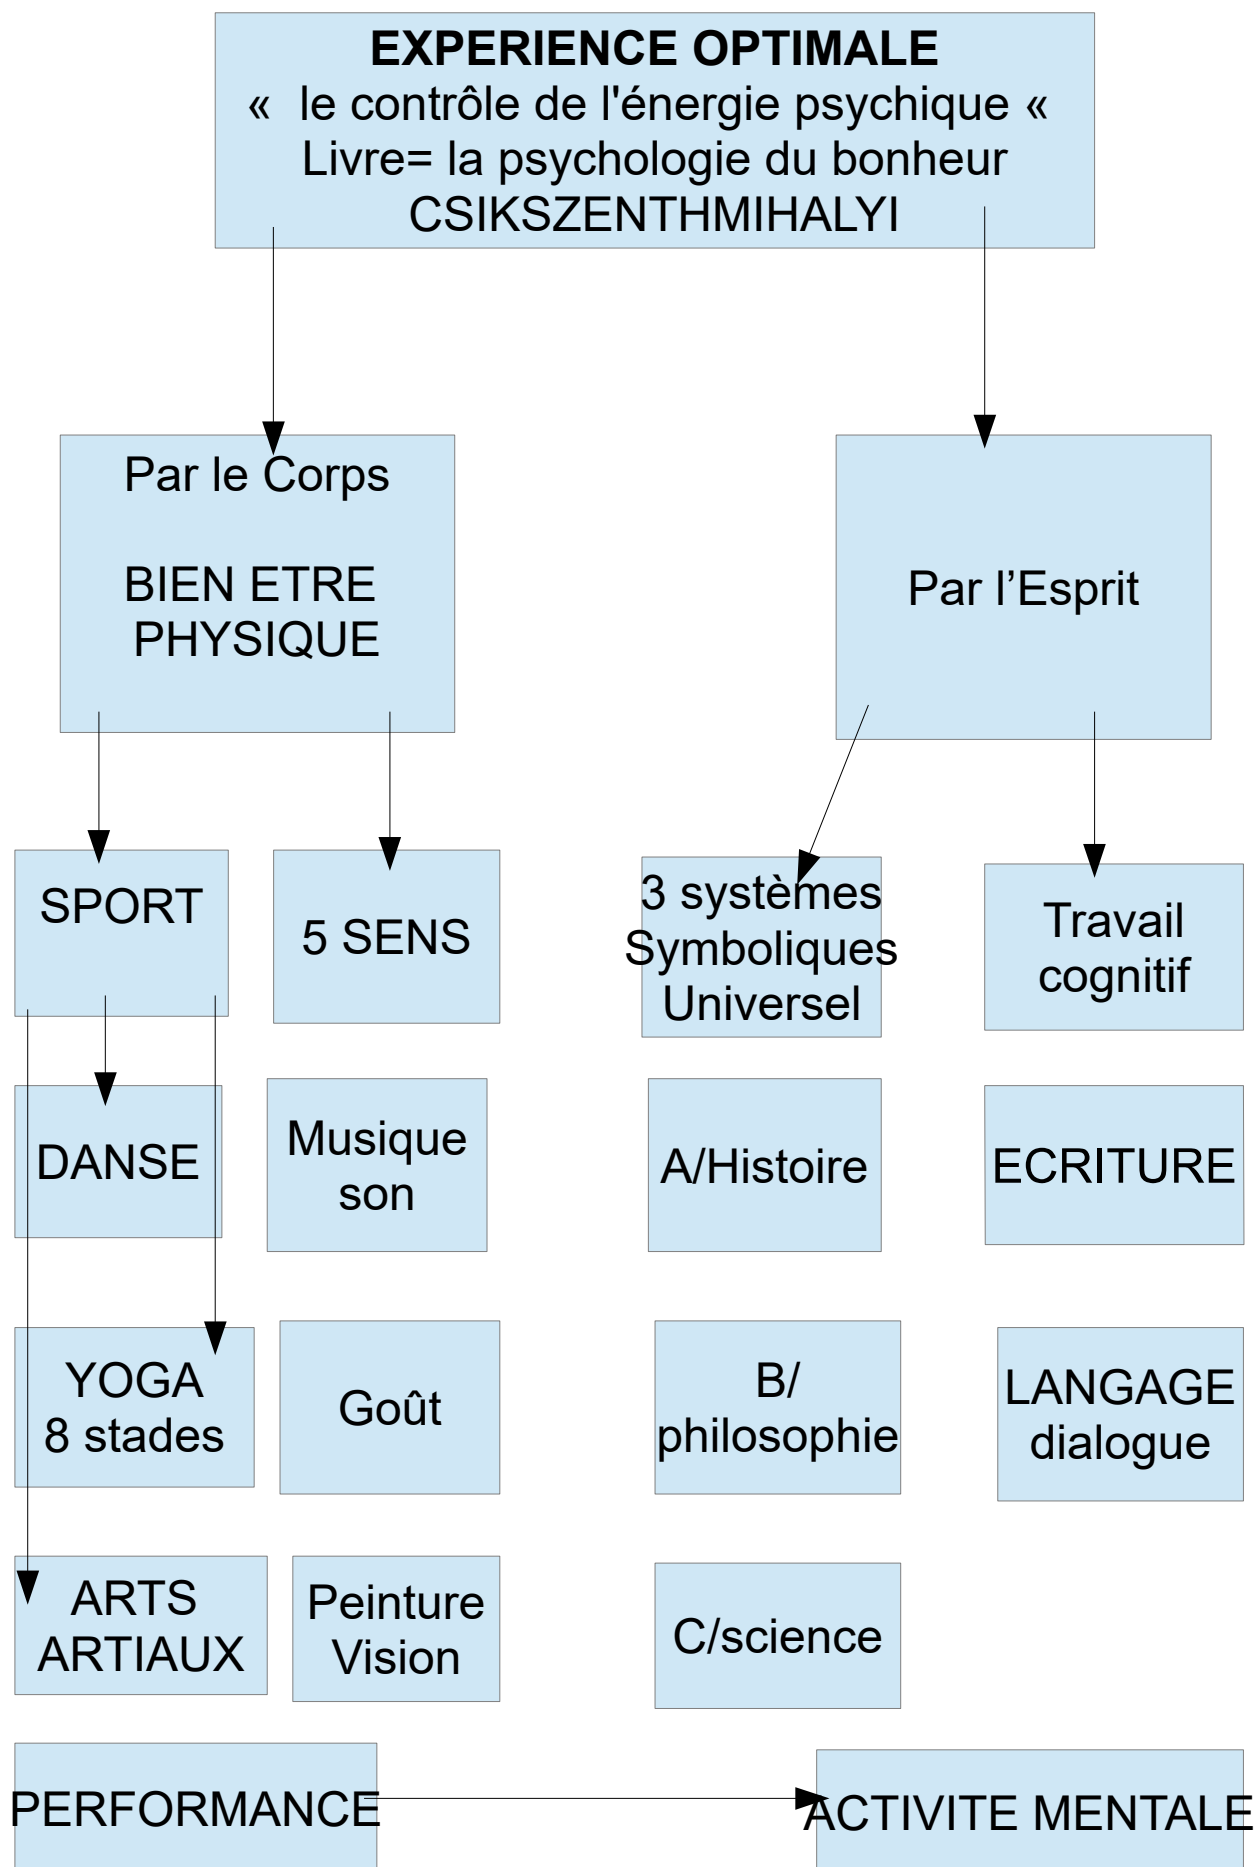 EXPERIENCE OPTIMALE
«  le contrôle de l'énergie psychique «
Livre= la psychologie du bonheur
CSIKSZENTHMIHALYI
Par le Corps
BIEN ETRE
PHYSIQUE
Par l’Esprit
SPORT
5 SENS
3 systèmes
Symboliques
Universel
Travail
cognitif
DANSE
Musique
son
A/Histoire
ECRITURE
YOGA
8 stades
Goût
B/
philosophie
LANGAGE
dialogue
ARTS
ARTIAUX
Peinture
Vision
C/science
PERFORMANCE
ACTIVITE MENTALE